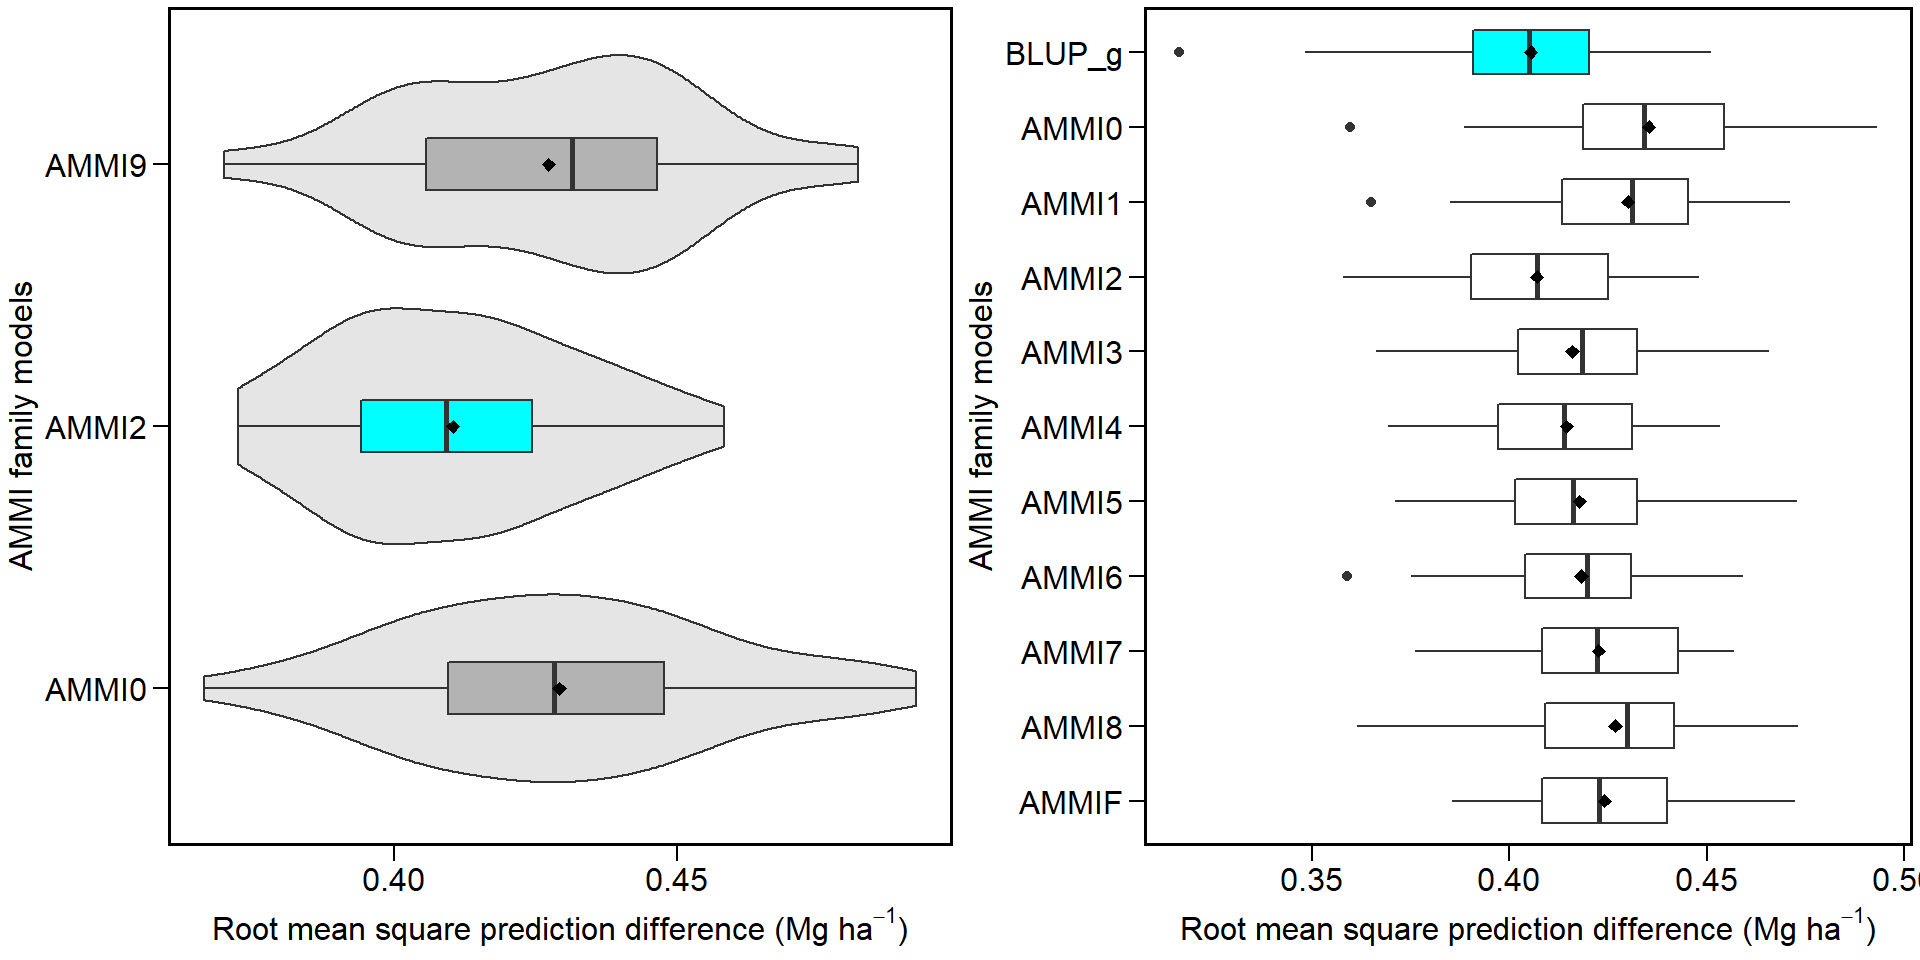 AMMI family models
AMMI9
AMMI2
AMMI0
0.40 0.45
Root mean square prediction difference (Mg ha⁻¹)
AMMI family models
BLUP_g
AMMI0
AMMI1
AMMI2
AMMI3
AMMI4
AMMI5
AMMI6
AMMI7
AMMI8
AMMIF
0.35 0.40 0.45 0.5
Root mean square prediction difference (Mg ha⁻¹)